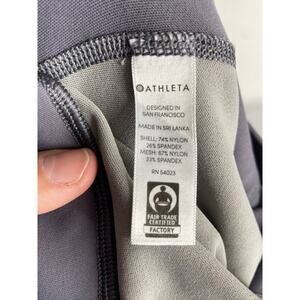 ATHLETA
DESIGNED IN
SAN FRANCISCO
MADE IN SRI LANKA
SHELL: 74% NYLON
26% SPANDEX
MESH: 67% NYLON
33% SPANDEX
RN 54023
FAIR TRADE
CERTIFIED
FACTORY